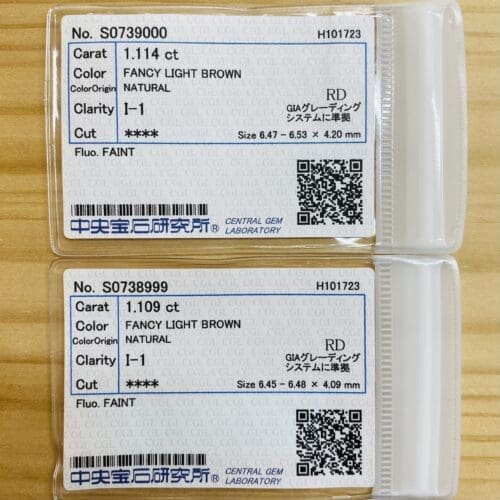 No. S0739000 H101723
Carat 1.114 ct
Color FANCY LIGHT BROWN
ColorOrigin NATURAL
RD
Clarity I-1 GIAグレーディング
システムに準拠
Cut **** Size 6.47 - 6.53 × 4.20 mm
Fluo. FAINT
中央宝石研究所® CENTRAL GEM
LABORATORY
No. S0738999 H101723
Carat 1.109 ct
Color FANCY LIGHT BROWN
ColorOrigin NATURAL
RD
Clarity I-1 GIAグレーディング
システムに準拠
Cut **** Size 6.45 - 6.48 × 4.09 mm
Fluo. FAINT
中央宝石研究所® CENTRAL GEM
LABORATORY